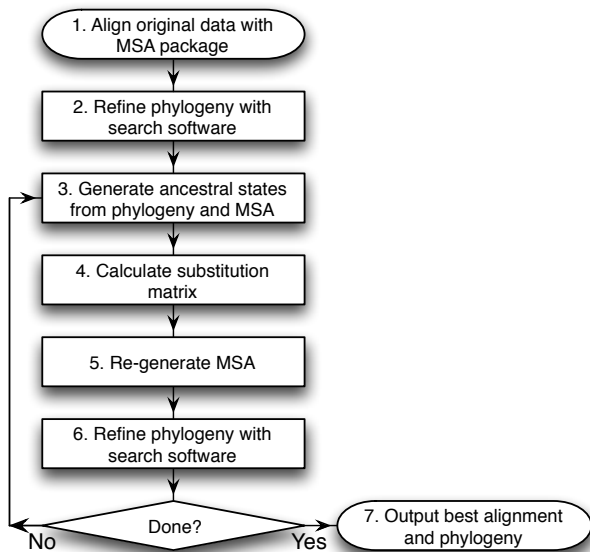 1. Align original data with
MSA package
2. Refine phylogeny with
search software
3. Generate ancestral states
from phylogeny and MSA
4. Calculate substitution
matrix
5. Re-generate MSA
6. Refine phylogeny with
search software
Done?
No
Yes
7. Output best alignment
and phylogeny